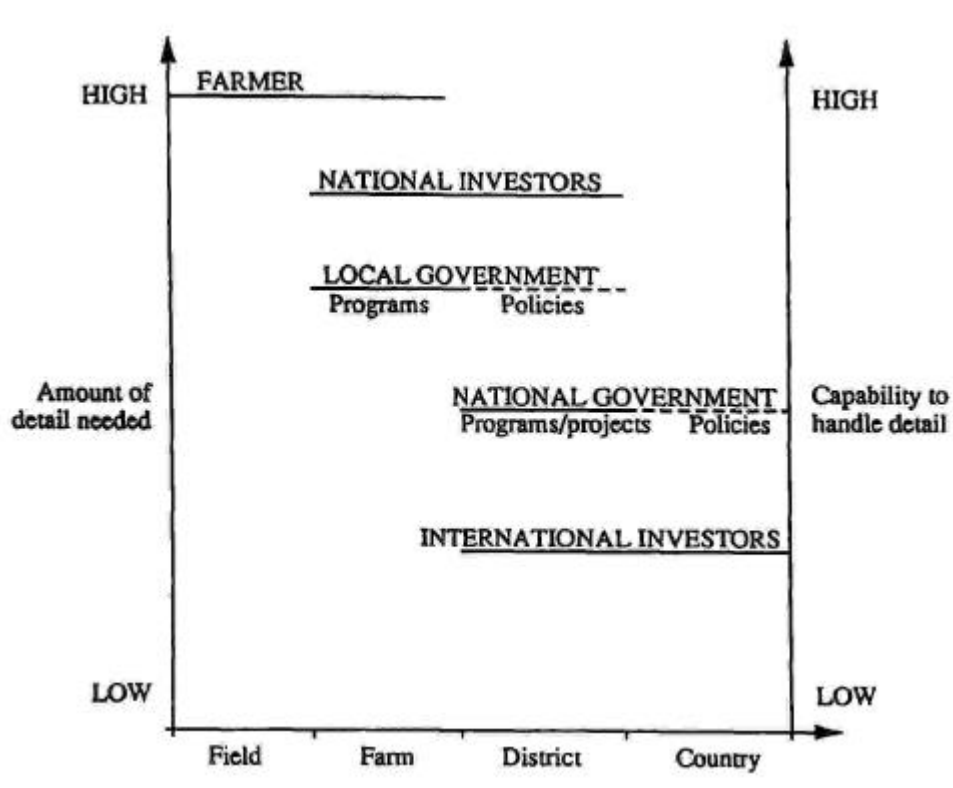 HIGH
FARMER
HIGH
NATIONAL INVESTORS
LOCAL GOVERNMENT
Programs Policies
Amount of
detail needed
NATIONAL GOVERNMENT
Programs/projects Policies
Capability to
handle detail
INTERNATIONAL INVESTORS
LOW
LOW
Field Farm District Country